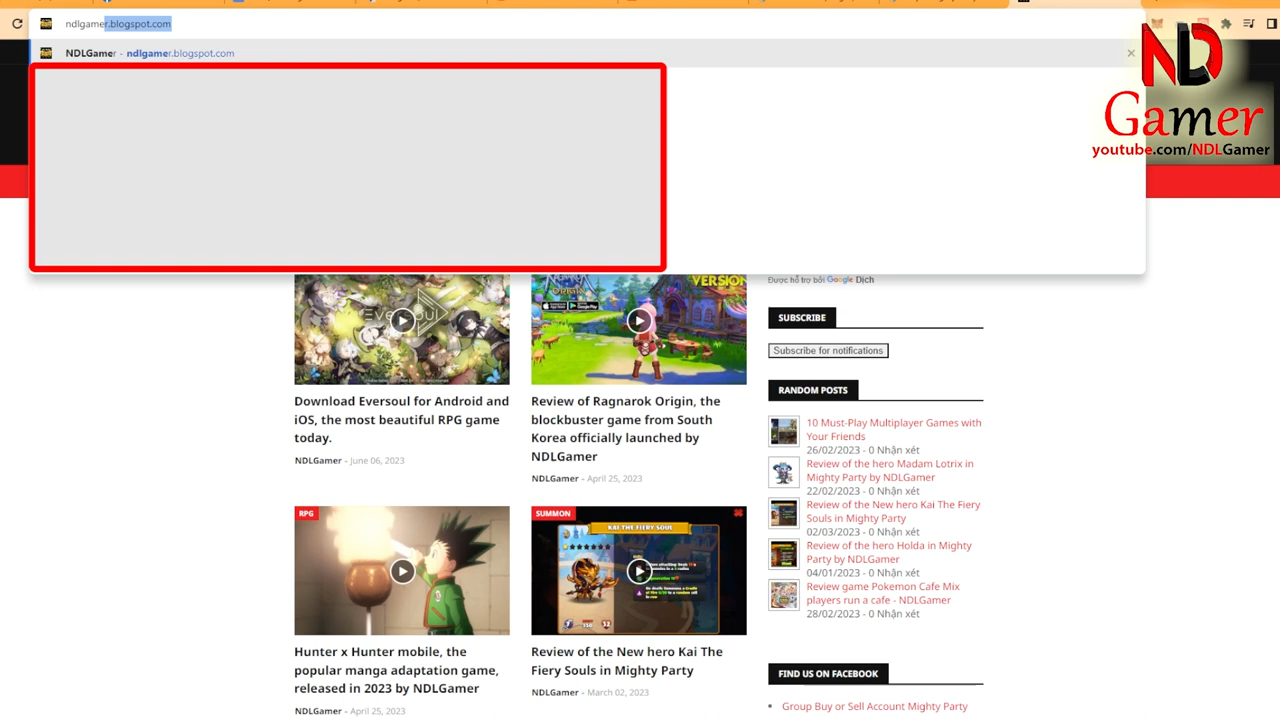 ndlgamer.blogspot.com
NDLGamer - ndlgamer.blogspot.com
ND
Gamer
youtube.com/NDLGamer
Được hỗ trợ bởi Google Dịch
EVERSOUL
ORIGIN
VERSION
SUBSCRIBE
Subscribe for notifications
Download Eversoul for Android and
iOS, the most beautiful RPG game
today.
NDLGamer - June 06, 2023
Review of Ragnarok Origin, the
blockbuster game from South
Korea officially launched by
NDLGamer
NDLGamer - April 25, 2023
RANDOM POSTS
10 Must-Play Multiplayer Games with
Your Friends
26/02/2023 - 0 Nhận xét
Review of the hero Madam Lotrix in
Mighty Party by NDLGamer
22/02/2023 - 0 Nhận xét
Review of the New hero Kai The Fiery
Souls in Mighty Party
02/03/2023 - 0 Nhận xét
Review of the hero Holda in Mighty
Party by NDLGamer
04/01/2023 - 0 Nhận xét
Review game Pokemon Cafe Mix
players run a cafe - NDLGamer
28/02/2023 - 0 Nhận xét
RPG
SUMMON
KAI THE FIERY SOUL
Hunter x Hunter mobile, the
popular manga adaptation game,
released in 2023 by NDLGamer
NDLGamer - April 25, 2023
Review of the New hero Kai The
Fiery Souls in Mighty Party
NDLGamer - March 02, 2023
FIND US ON FACEBOOK
Group Buy or Sell Account Mighty Party